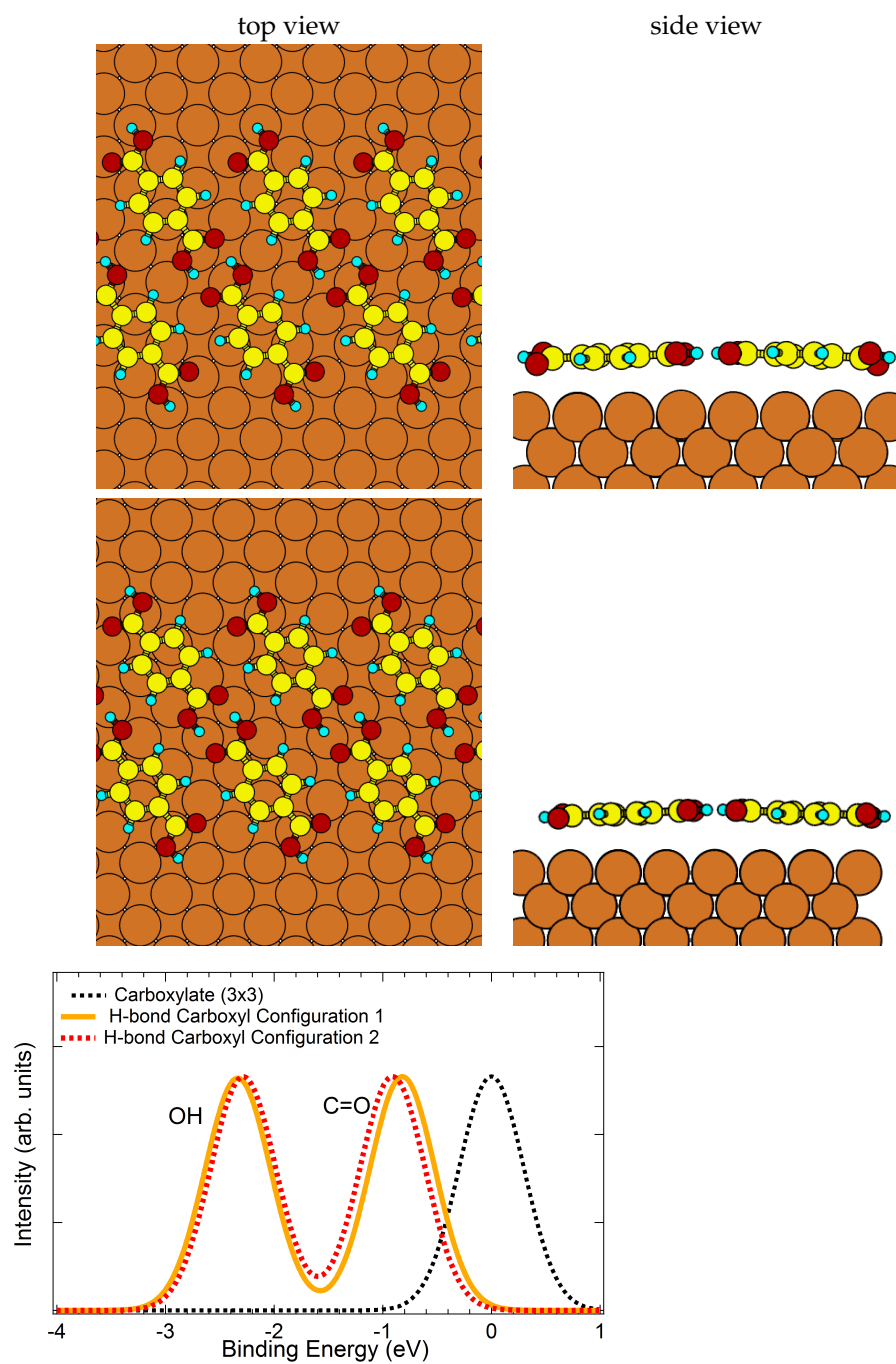 top view
side view
Carboxylate (3x3)
H-bond Carboxyl Configuration 1
H-bond Carboxyl Configuration 2
OH
C=O
Intensity (arb. units)
-4
-3
-2
-1
0
1
Binding Energy (eV)